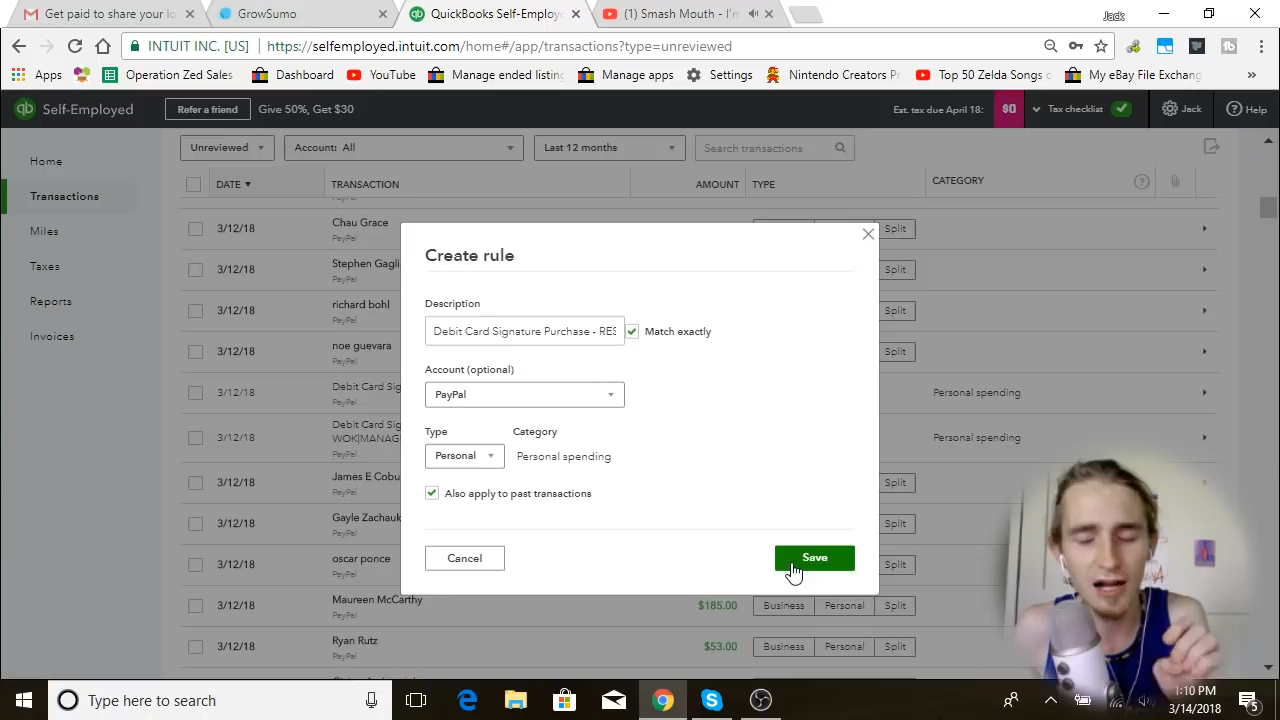 Get paid to share your lo
GrowSumo
QuickBooks Self-Employ
(1) Smash Mouth - I'm
Jack
INTUIT INC. [US]
https://selfemployed.intuit.com/home#/app/transactions?type=unreviewed
Apps
Operation Zed Sales
Dashboard
YouTube
Manage ended listing
Manage apps
Settings
Nintendo Creators Pr
Top 50 Zelda Songs o
My eBay File Exchang
»
qb Self-Employed
Refer a friend
Give 50%, Get $30
Est. tax due April 18:
$0
Tax checklist
Jack
Help
Home
Transactions
Miles
Taxes
Reports
Invoices
Unreviewed
Account: All
Last 12 months
Search transactions
DATE
TRANSACTION
AMOUNT
TYPE
CATEGORY
PayPal
3/12/18
Chau Grace
PayPal
Split
3/12/18
Stephen Gagli
PayPal
Split
3/12/18
richard bohl
PayPal
Split
3/12/18
noe guevara
PayPal
Split
3/12/18
Debit Card Sig
PayPal
Personal spending
3/12/18
Debit Card Sig
WOK|MANAG
PayPal
Personal spending
3/12/18
James E Cobu
PayPal
Split
3/12/18
Gayle Zachauk
PayPal
Split
3/12/18
oscar ponce
PayPal
Split
3/12/18
Maureen McCarthy
PayPal
$185.00
Business
Personal
Split
3/12/18
Ryan Rutz
PayPal
$53.00
Business
Personal
Split
Create rule
Description
Debit Card Signature Purchase - RES
Match exactly
Account (optional)
PayPal
Type
Category
Personal
Personal spending
Also apply to past transactions
Cancel
Save
Type here to search
1:10 PM
3/14/2018
5